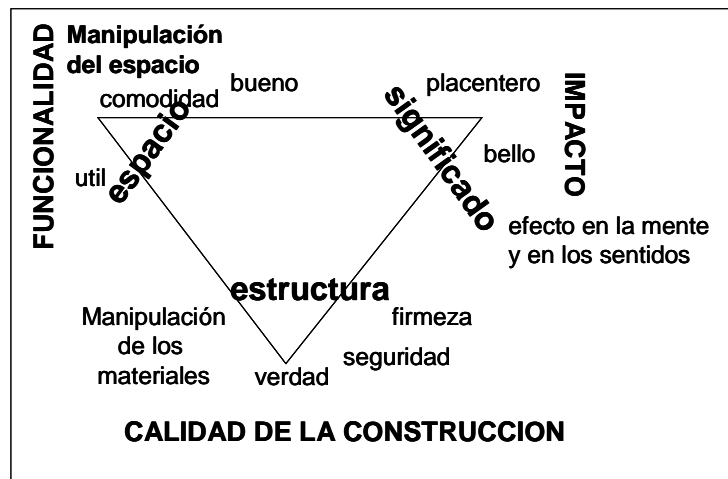 FUNCIONALIDAD
Manipulación
del espacio
comodidad
bueno
util
espacio
placentero
significado
bello
IMPACTO
efecto en la mente
y en los sentidos
estructura
Manipulación
de los
materiales
firmeza
seguridad
verdad
CALIDAD DE LA CONSTRUCCION